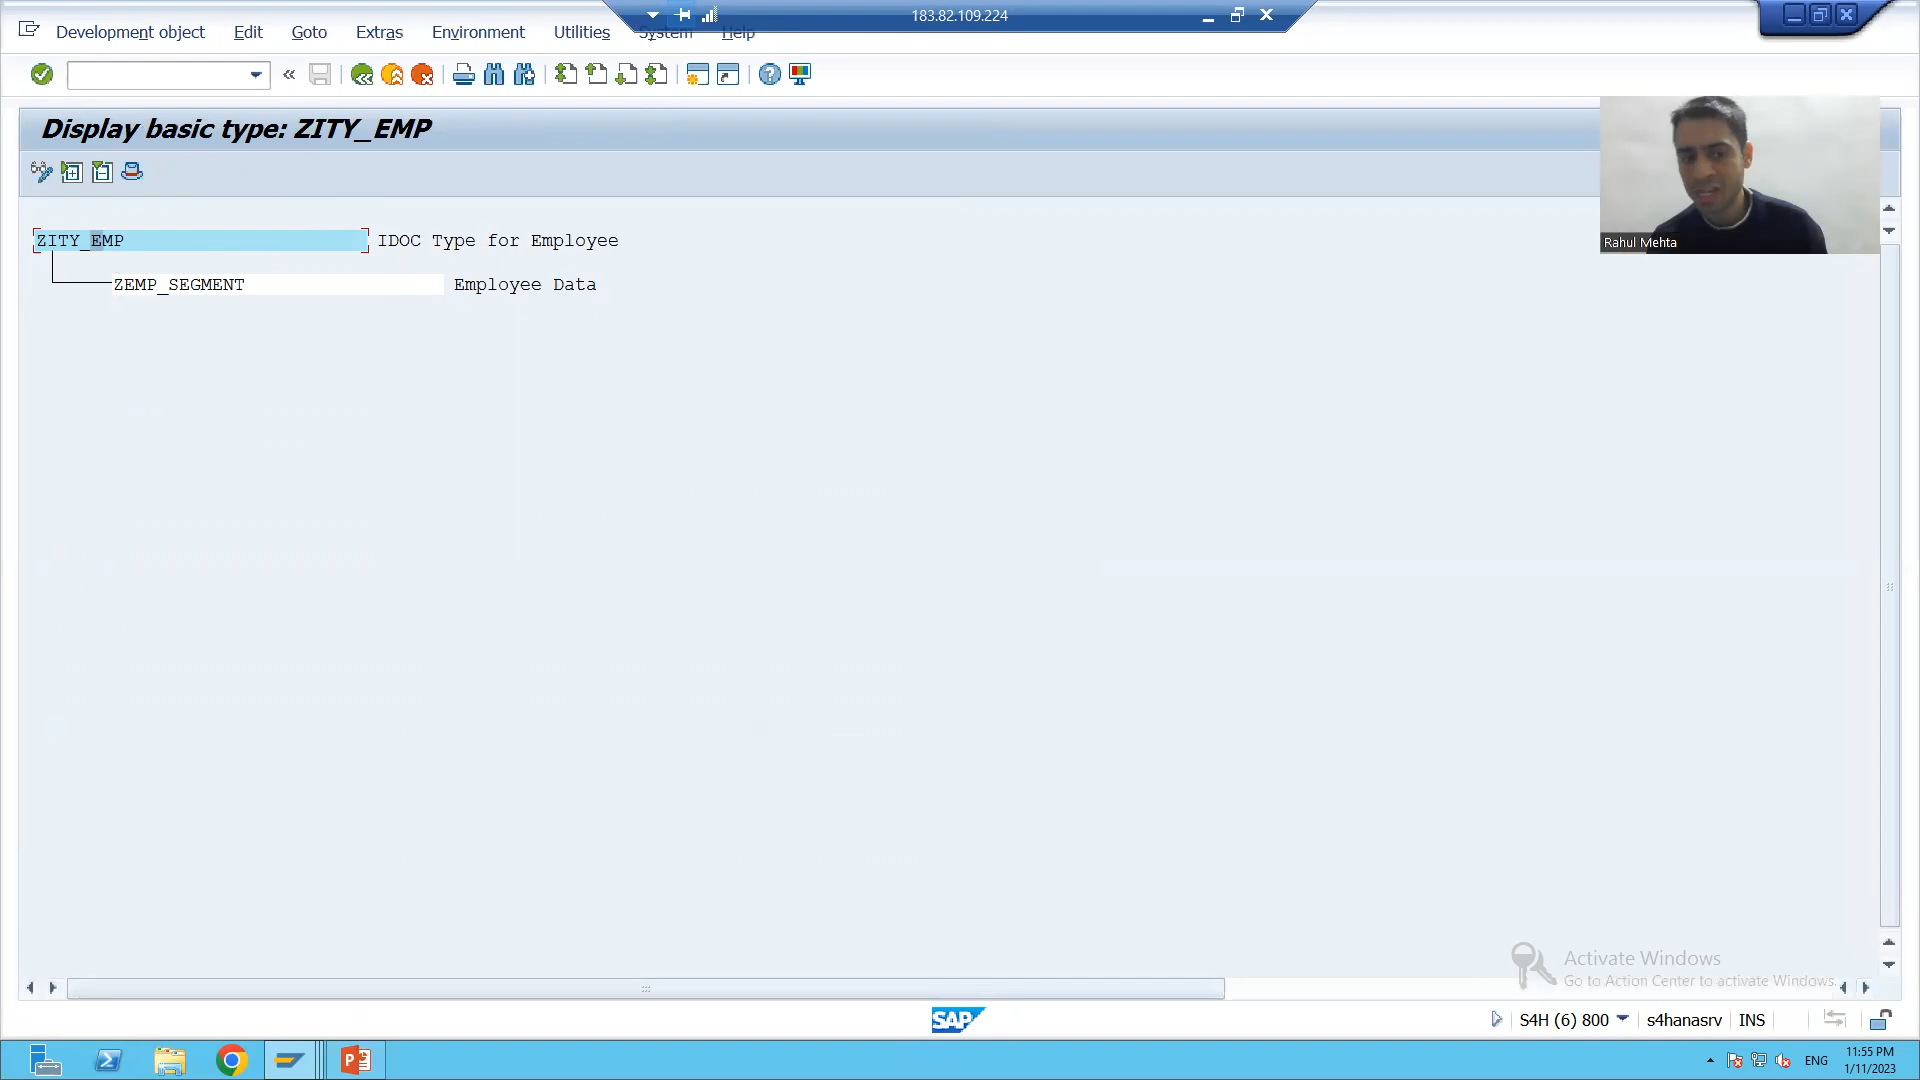 183.82.109.224
Development object Edit Goto Extras Environment Utilities System Help
Display basic type: ZITY_EMP
Rahul Mehta
ZITY_EMP IDOC Type for Employee
ZEMP_SEGMENT Employee Data
Activate Windows
Go to Action Center to activate Windows.
SAP
S4H (6) 800 s4hanasrv INS
ENG
11:55 PM
1/11/2023